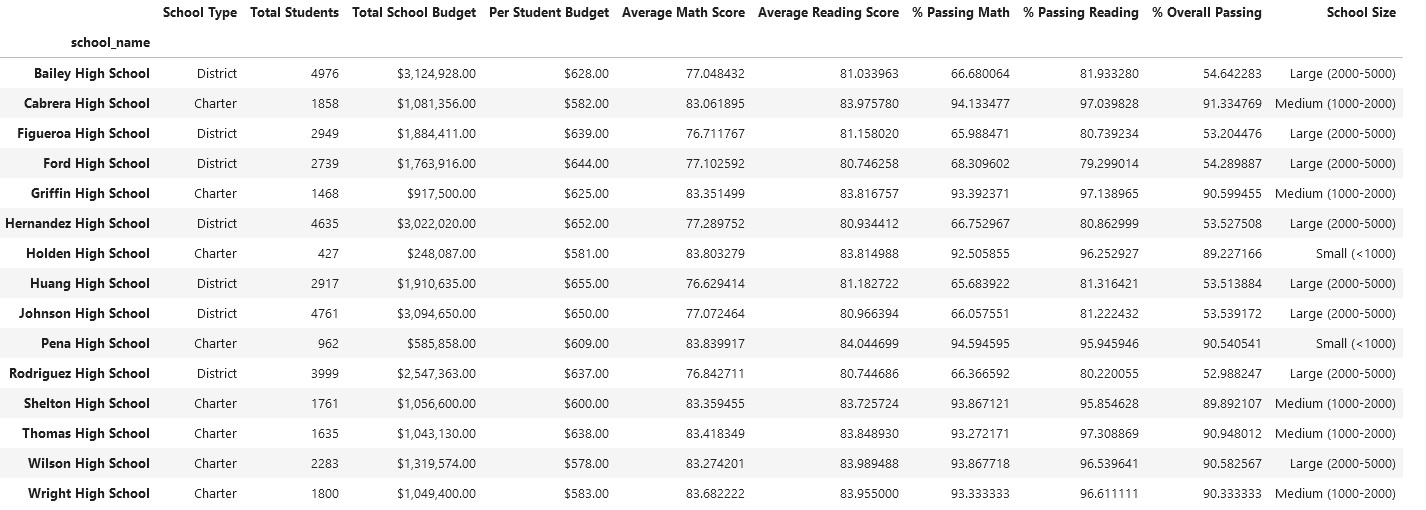 School Type Total Students Total School Budget Per Student Budget Average Math Score Average Reading Score % Passing Math % Passing Reading % Overall Passing School Size
school_name
Bailey High School District 4976 $3,124,928.00 $628.00 77.048432 81.033963 66.680064 81.933280 54.642283 Large (2000-5000)
Cabrera High School Charter 1858 $1,081,356.00 $582.00 83.061895 83.975780 94.133477 97.039828 91.334769 Medium (1000-2000)
Figueroa High School District 2949 $1,884,411.00 $639.00 76.711767 81.158020 65.988471 80.739234 53.204476 Large (2000-5000)
Ford High School District 2739 $1,763,916.00 $644.00 77.102592 80.746258 68.309602 79.299014 54.289887 Large (2000-5000)
Griffin High School Charter 1468 $917,500.00 $625.00 83.351499 83.816757 93.392371 97.138965 90.599455 Medium (1000-2000)
Hernandez High School District 4635 $3,022,020.00 $652.00 77.289752 80.934412 66.752967 80.862999 53.527508 Large (2000-5000)
Holden High School Charter 427 $248,087.00 $581.00 83.803279 83.814988 92.505855 96.252927 89.227166 Small (<1000)
Huang High School District 2917 $1,910,635.00 $655.00 76.629414 81.182722 65.683922 81.316421 53.513884 Large (2000-5000)
Johnson High School District 4761 $3,094,650.00 $650.00 77.072464 80.966394 66.057551 81.222432 53.539172 Large (2000-5000)
Pena High School Charter 962 $585,858.00 $609.00 83.839917 84.044699 94.594595 95.945946 90.540541 Small (<1000)
Rodriguez High School District 3999 $2,547,363.00 $637.00 76.842711 80.744686 66.366592 80.220055 52.988247 Large (2000-5000)
Shelton High School Charter 1761 $1,056,600.00 $600.00 83.359455 83.725724 93.867121 95.854628 89.892107 Medium (1000-2000)
Thomas High School Charter 1635 $1,043,130.00 $638.00 83.418349 83.848930 93.272171 97.308869 90.948012 Medium (1000-2000)
Wilson High School Charter 2283 $1,319,574.00 $578.00 83.274201 83.989488 93.867718 96.539641 90.582567 Large (2000-5000)
Wright High School Charter 1800 $1,049,400.00 $583.00 83.682222 83.955000 93.333333 96.611111 90.333333 Medium (1000-2000)